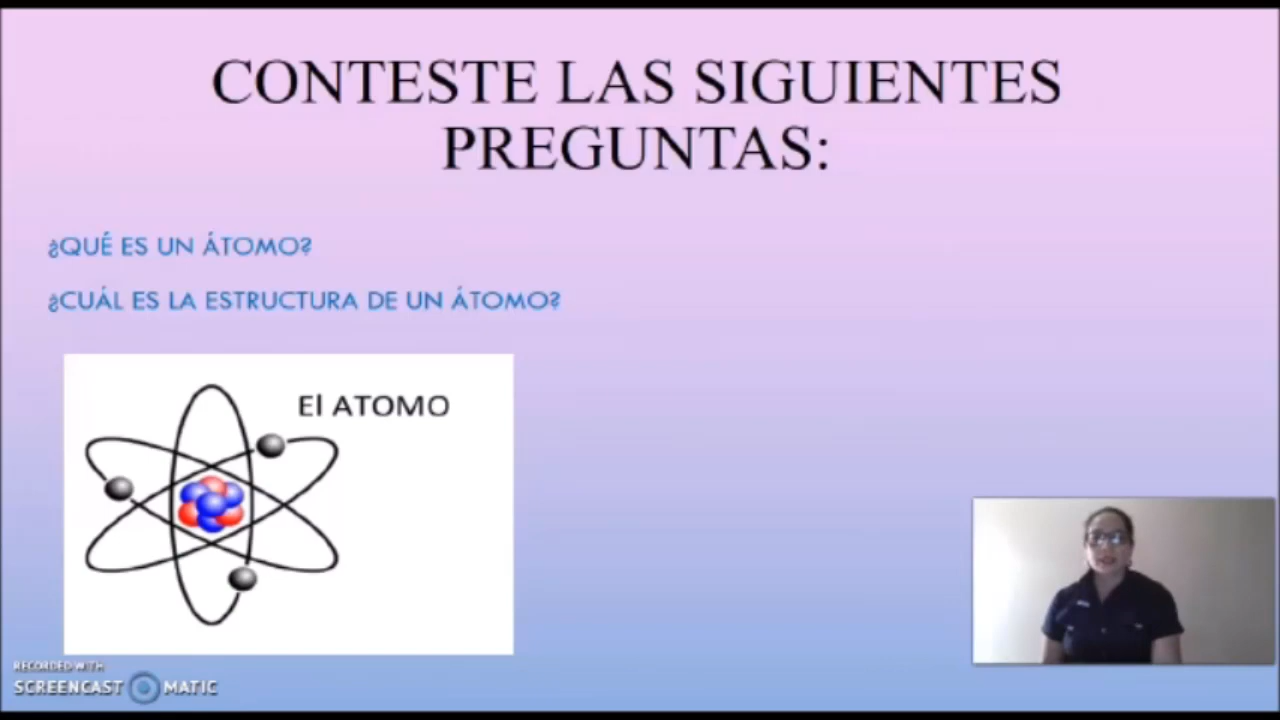 CONTESTE LAS SIGUIENTES
PREGUNTAS:
¿QUÉ ES UN ÁTOMO?
¿CUÁL ES LA ESTRUCTURA DE UN ÁTOMO?
El ATOMO
RECORDED WITH
SCREENCAST MATIC